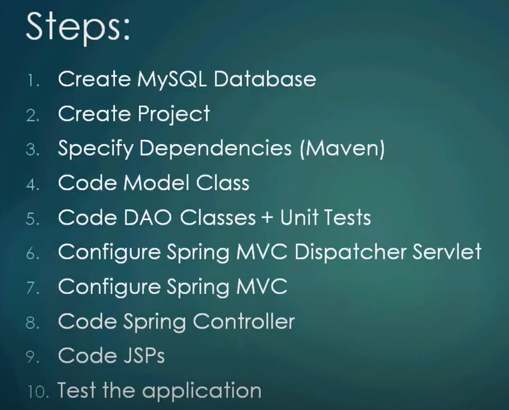 Steps:
1. Create MySQL Database
2. Create Project
3. Specify Dependencies (Maven)
4. Code Model Class
5. Code DAO Classes + Unit Tests
6. Configure Spring MVC Dispatcher Servlet
7. Configure Spring MVC
8. Code Spring Controller
9. Code JSPs
10. Test the application